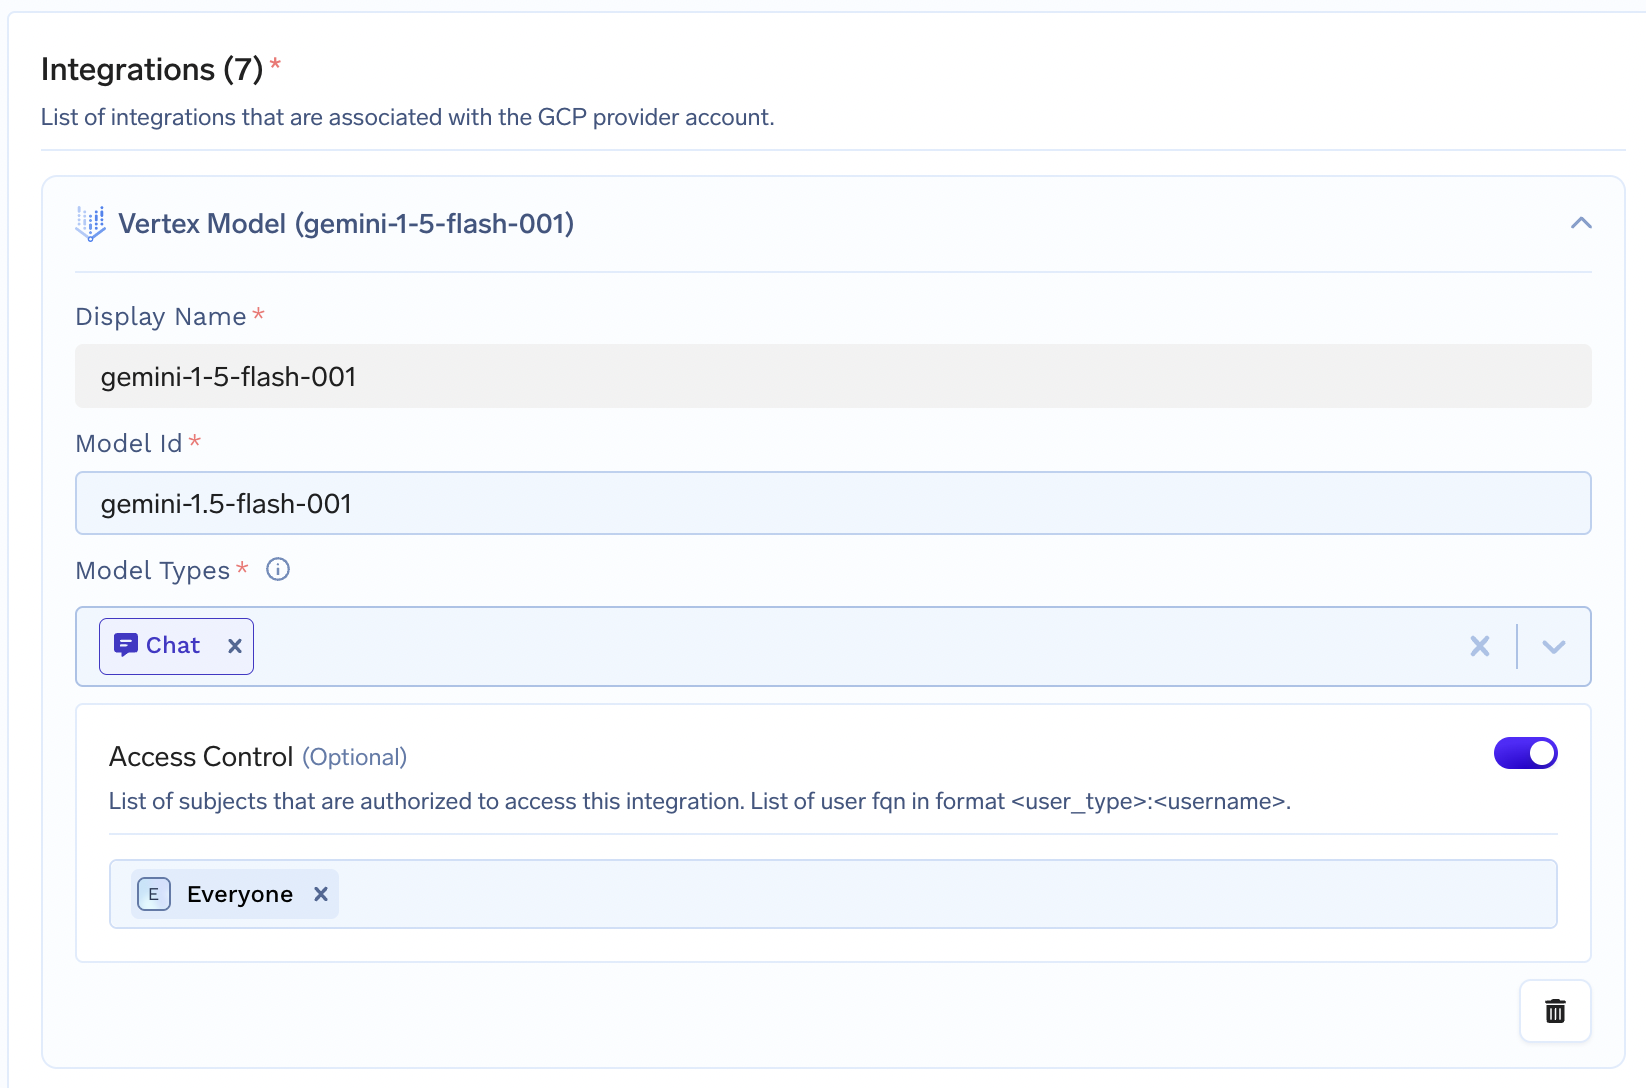 Integrations (7) *
List of integrations that are associated with the GCP provider account.
Vertex Model (gemini-1-5-flash-001)
Display Name *
gemini-1-5-flash-001
Model Id *
gemini-1.5-flash-001
Model Types *
Chat
Access Control (Optional)
List of subjects that are authorized to access this integration. List of user fqn in format <user_type>:<username>.
E Everyone